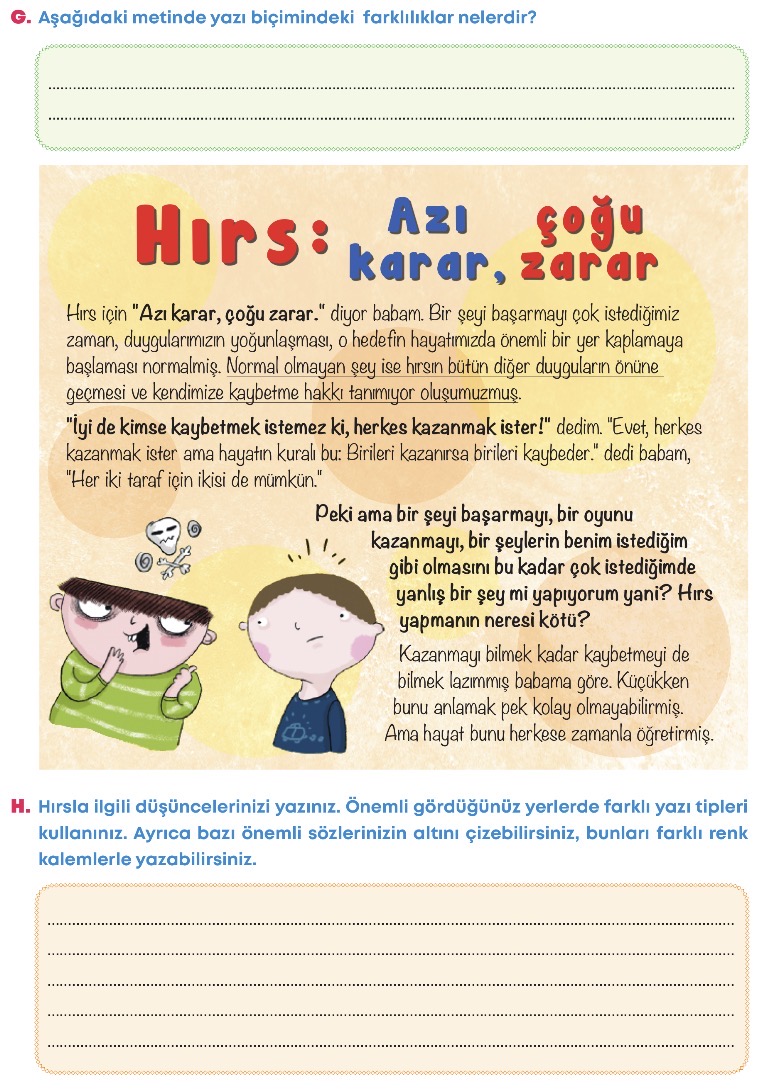 G. Aşağıdaki metinde yazı biçimindeki farklılıklar nelerdir?
Hırs: Azı karar, çoğu zarar
Hırs için "Azı karar, çoğu zarar." diyor babam. Bir şeyi başarmayı çok istediğimiz
zaman, duygularımızın yoğunlaşması, o hedefin hayatımızda önemli bir yer kaplamaya
başlaması normalmiş. Normal olmayan şey ise hırsın bütün diğer duyguların önüne
geçmesi ve kendimize kaybetme hakkı tanımıyor oluşumuzmuş.
"İyi de kimse kaybetmek istemez ki, herkes kazanmak ister!" dedim. "Evet, herkes
kazanmak ister ama hayatın kuralı bu: Birileri kazanırsa birileri kaybeder." dedi babam,
"Her iki taraf için ikisi de mümkün."
Peki ama bir şeyi başarmayı, bir oyunu
kazanmayı, bir şeylerin benim istediğim
gibi olmasını bu kadar çok istediğimde
yanlış bir şey mi yapıyorum yani? Hırs
yapmanın neresi kötü?
Kazanmayı bilmek kadar kaybetmeyi de
bilmek lazımmış babama göre. Küçükken
bunu anlamak pek kolay olmayabilirmiş.
Ama hayat bunu herkese zamanla öğretirmiş.
H. Hırsla ilgili düşüncelerinizi yazınız. Önemli gördüğünüz yerlerde farklı yazı tipleri
kullanınız. Ayrıca bazı önemli sözlerinizin altını çizebilirsiniz, bunları farklı renk
kalemlerle yazabilirsiniz.